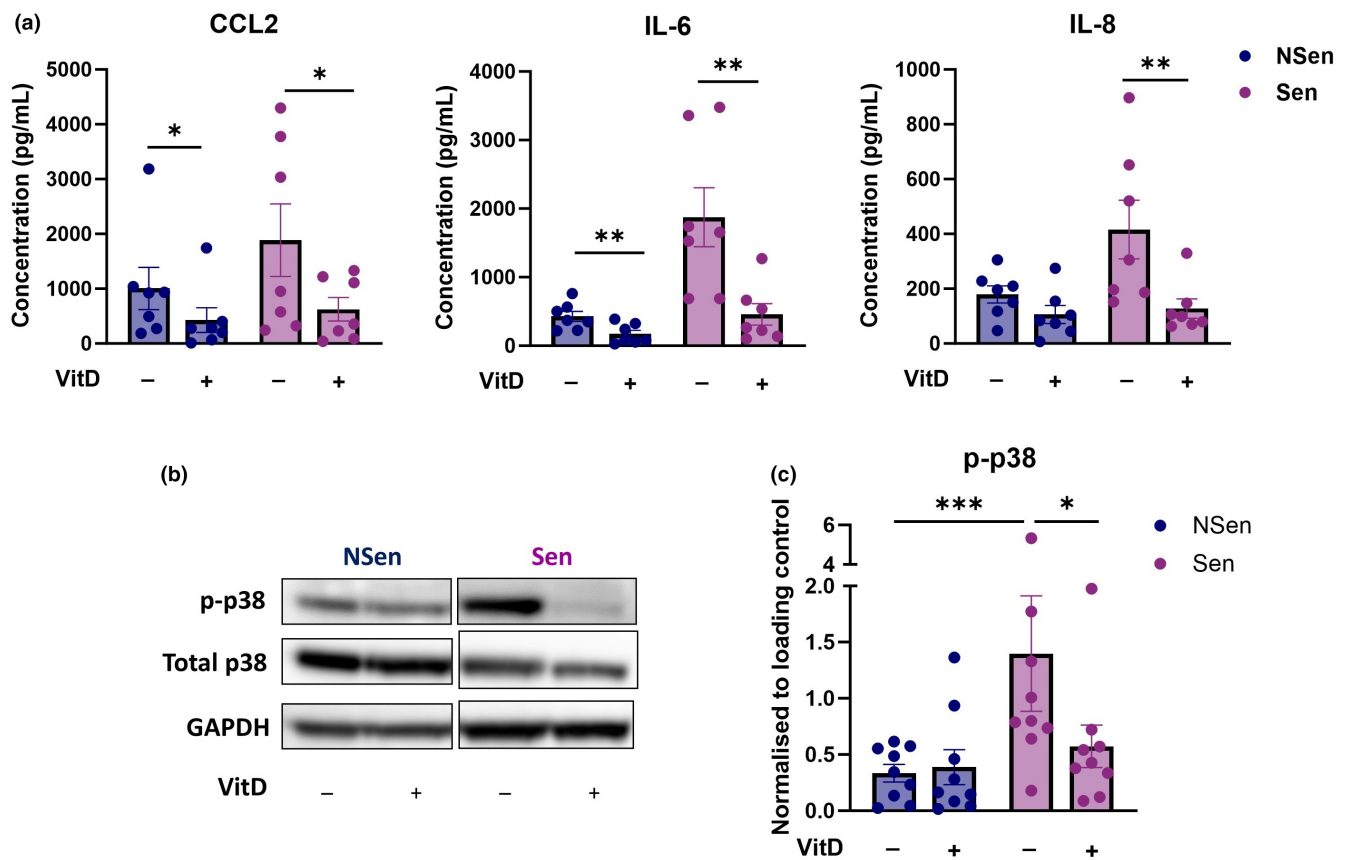 (a)
CCL2
Concentration (pg/mL)
5000
4000
3000
2000
1000
0
*
*
VitD – + – +
IL-6
Concentration (pg/mL)
4000
3000
2000
1000
0
**
**
VitD – + – +
IL-8
Concentration (pg/mL)
1000
800
600
400
200
0
**
VitD – + – +
NSen
Sen
(b)
NSen Sen
p-p38
Total p38
GAPDH
VitD – + – +
(c)
p-p38
Normalised to loading control
6
4
2.0
1.5
1.0
0.5
0.0
***
*
VitD – + – +
NSen
Sen